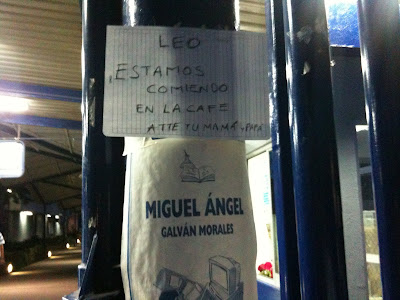 LEO
¡ESTAMOS
COMIENDO
EN LA CAFE
ATTE TU MAMÁ y PAPÁ
MIGUEL ÁNGEL
GALVÁN MORALES